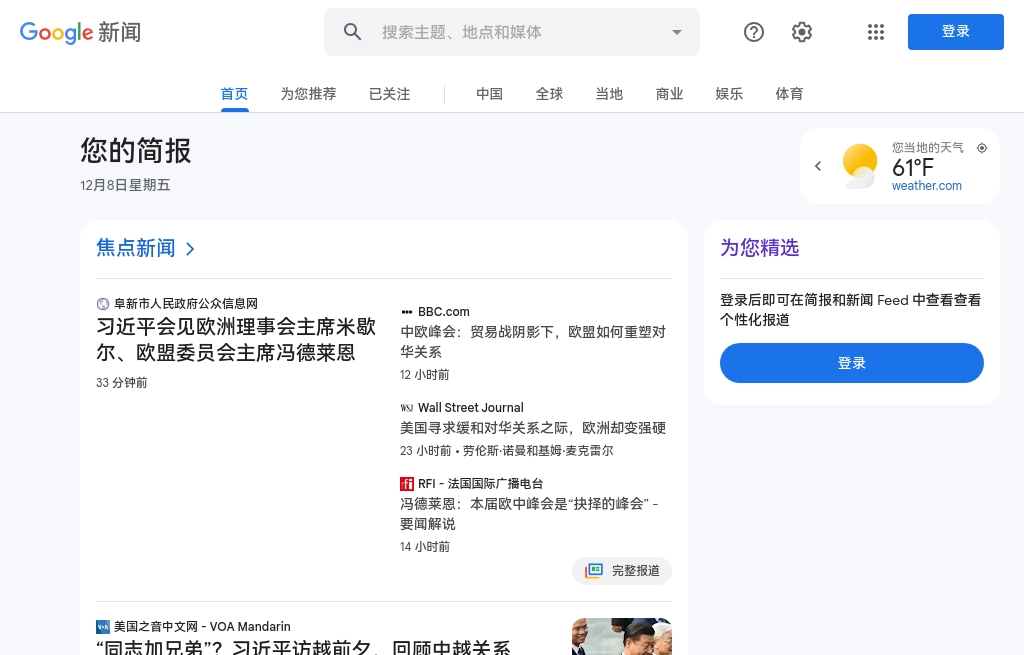 Google 新闻
搜索主题、地点和媒体
登录
首页
为您推荐
已关注
中国
全球
当地
商业
娱乐
体育
您的简报
12月8日星期五
您当地的天气
61°F
weather.com
焦点新闻
阜新市人民政府公众信息网
习近平会见欧洲理事会主席米歇
尔、欧盟委员会主席冯德莱恩
33 分钟前
BBC.com
中欧峰会：贸易战阴影下，欧盟如何重塑对
华关系
12 小时前
WSJ Wall Street Journal
美国寻求缓和对华关系之际，欧洲却变强硬
23 小时前 • 劳伦斯·诺曼和基姆·麦克雷尔
rfi RFI - 法国国际广播电台
冯德莱恩：本届欧中峰会是“抉择的峰会” -
要闻解说
14 小时前
完整报道
VOA 美国之音中文网 - VOA Mandarin
“同志加兄弟”？习近平访越前夕，回顾中越关系
为您精选
登录后即可在简报和新闻 Feed 中查看查看
个性化报道
登录